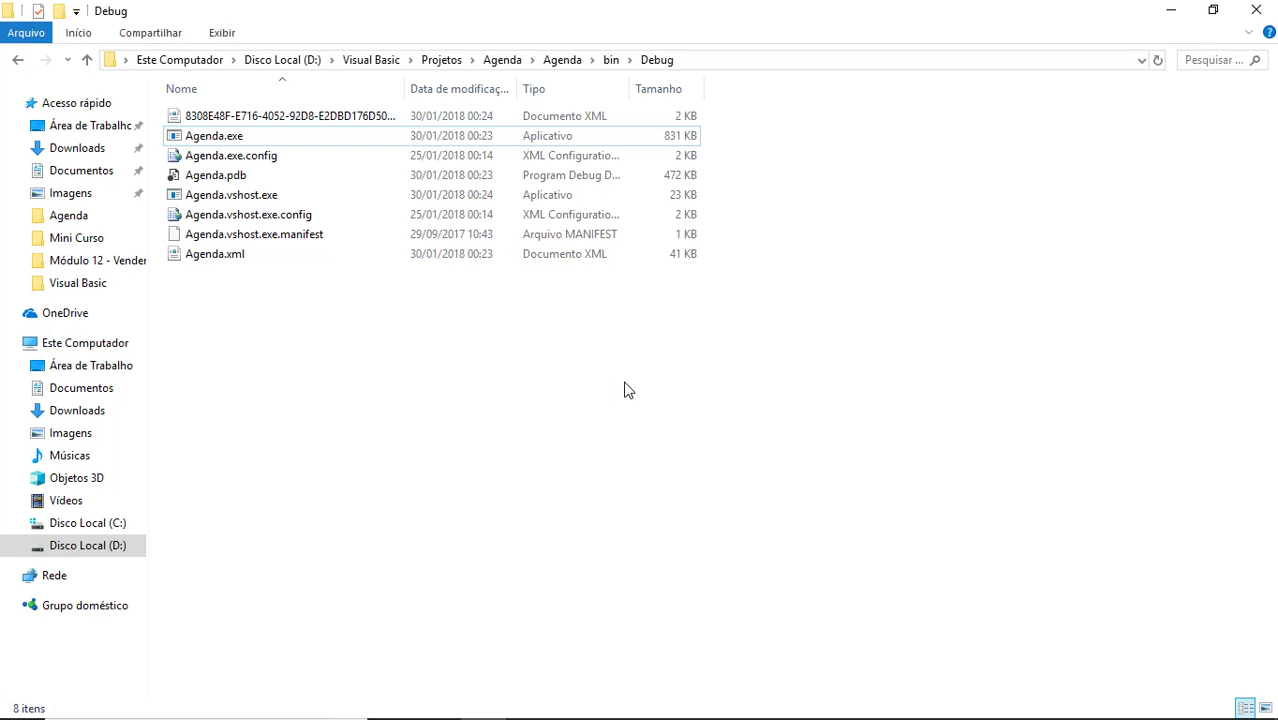 Debug
Arquivo Início Compartilhar Exibir
Este Computador Disco Local (D:) Visual Basic Projetos Agenda Agenda bin Debug Pesquisar ...
Nome Data de modificaç... Tipo Tamanho
8308E48F-E716-4052-92D8-E2DBD176D50... 30/01/2018 00:24 Documento XML 2 KB
Agenda.exe 30/01/2018 00:23 Aplicativo 831 KB
Agenda.exe.config 25/01/2018 00:14 XML Configuratio... 2 KB
Agenda.pdb 30/01/2018 00:23 Program Debug D... 472 KB
Agenda.vshost.exe 30/01/2018 00:24 Aplicativo 23 KB
Agenda.vshost.exe.config 25/01/2018 00:14 XML Configuratio... 2 KB
Agenda.vshost.exe.manifest 29/09/2017 10:43 Arquivo MANIFEST 1 KB
Agenda.xml 30/01/2018 00:23 Documento XML 41 KB
Acesso rápido
Área de Trabalhc
Downloads
Documentos
Imagens
Agenda
Mini Curso
Módulo 12 - Vender
Visual Basic
OneDrive
Este Computador
Área de Trabalho
Documentos
Downloads
Imagens
Músicas
Objetos 3D
Vídeos
Disco Local (C:)
Disco Local (D:)
Rede
Grupo doméstico
8 itens